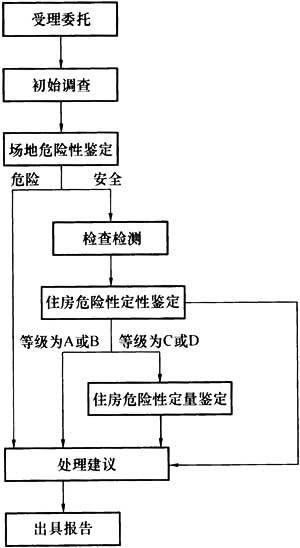 受理委托
初始调查
场地危险性鉴定
危险 安全
检查检测
住房危险性定性鉴定
等级为A或B 等级为C或D
住房危险性定量鉴定
处理建议
出具报告